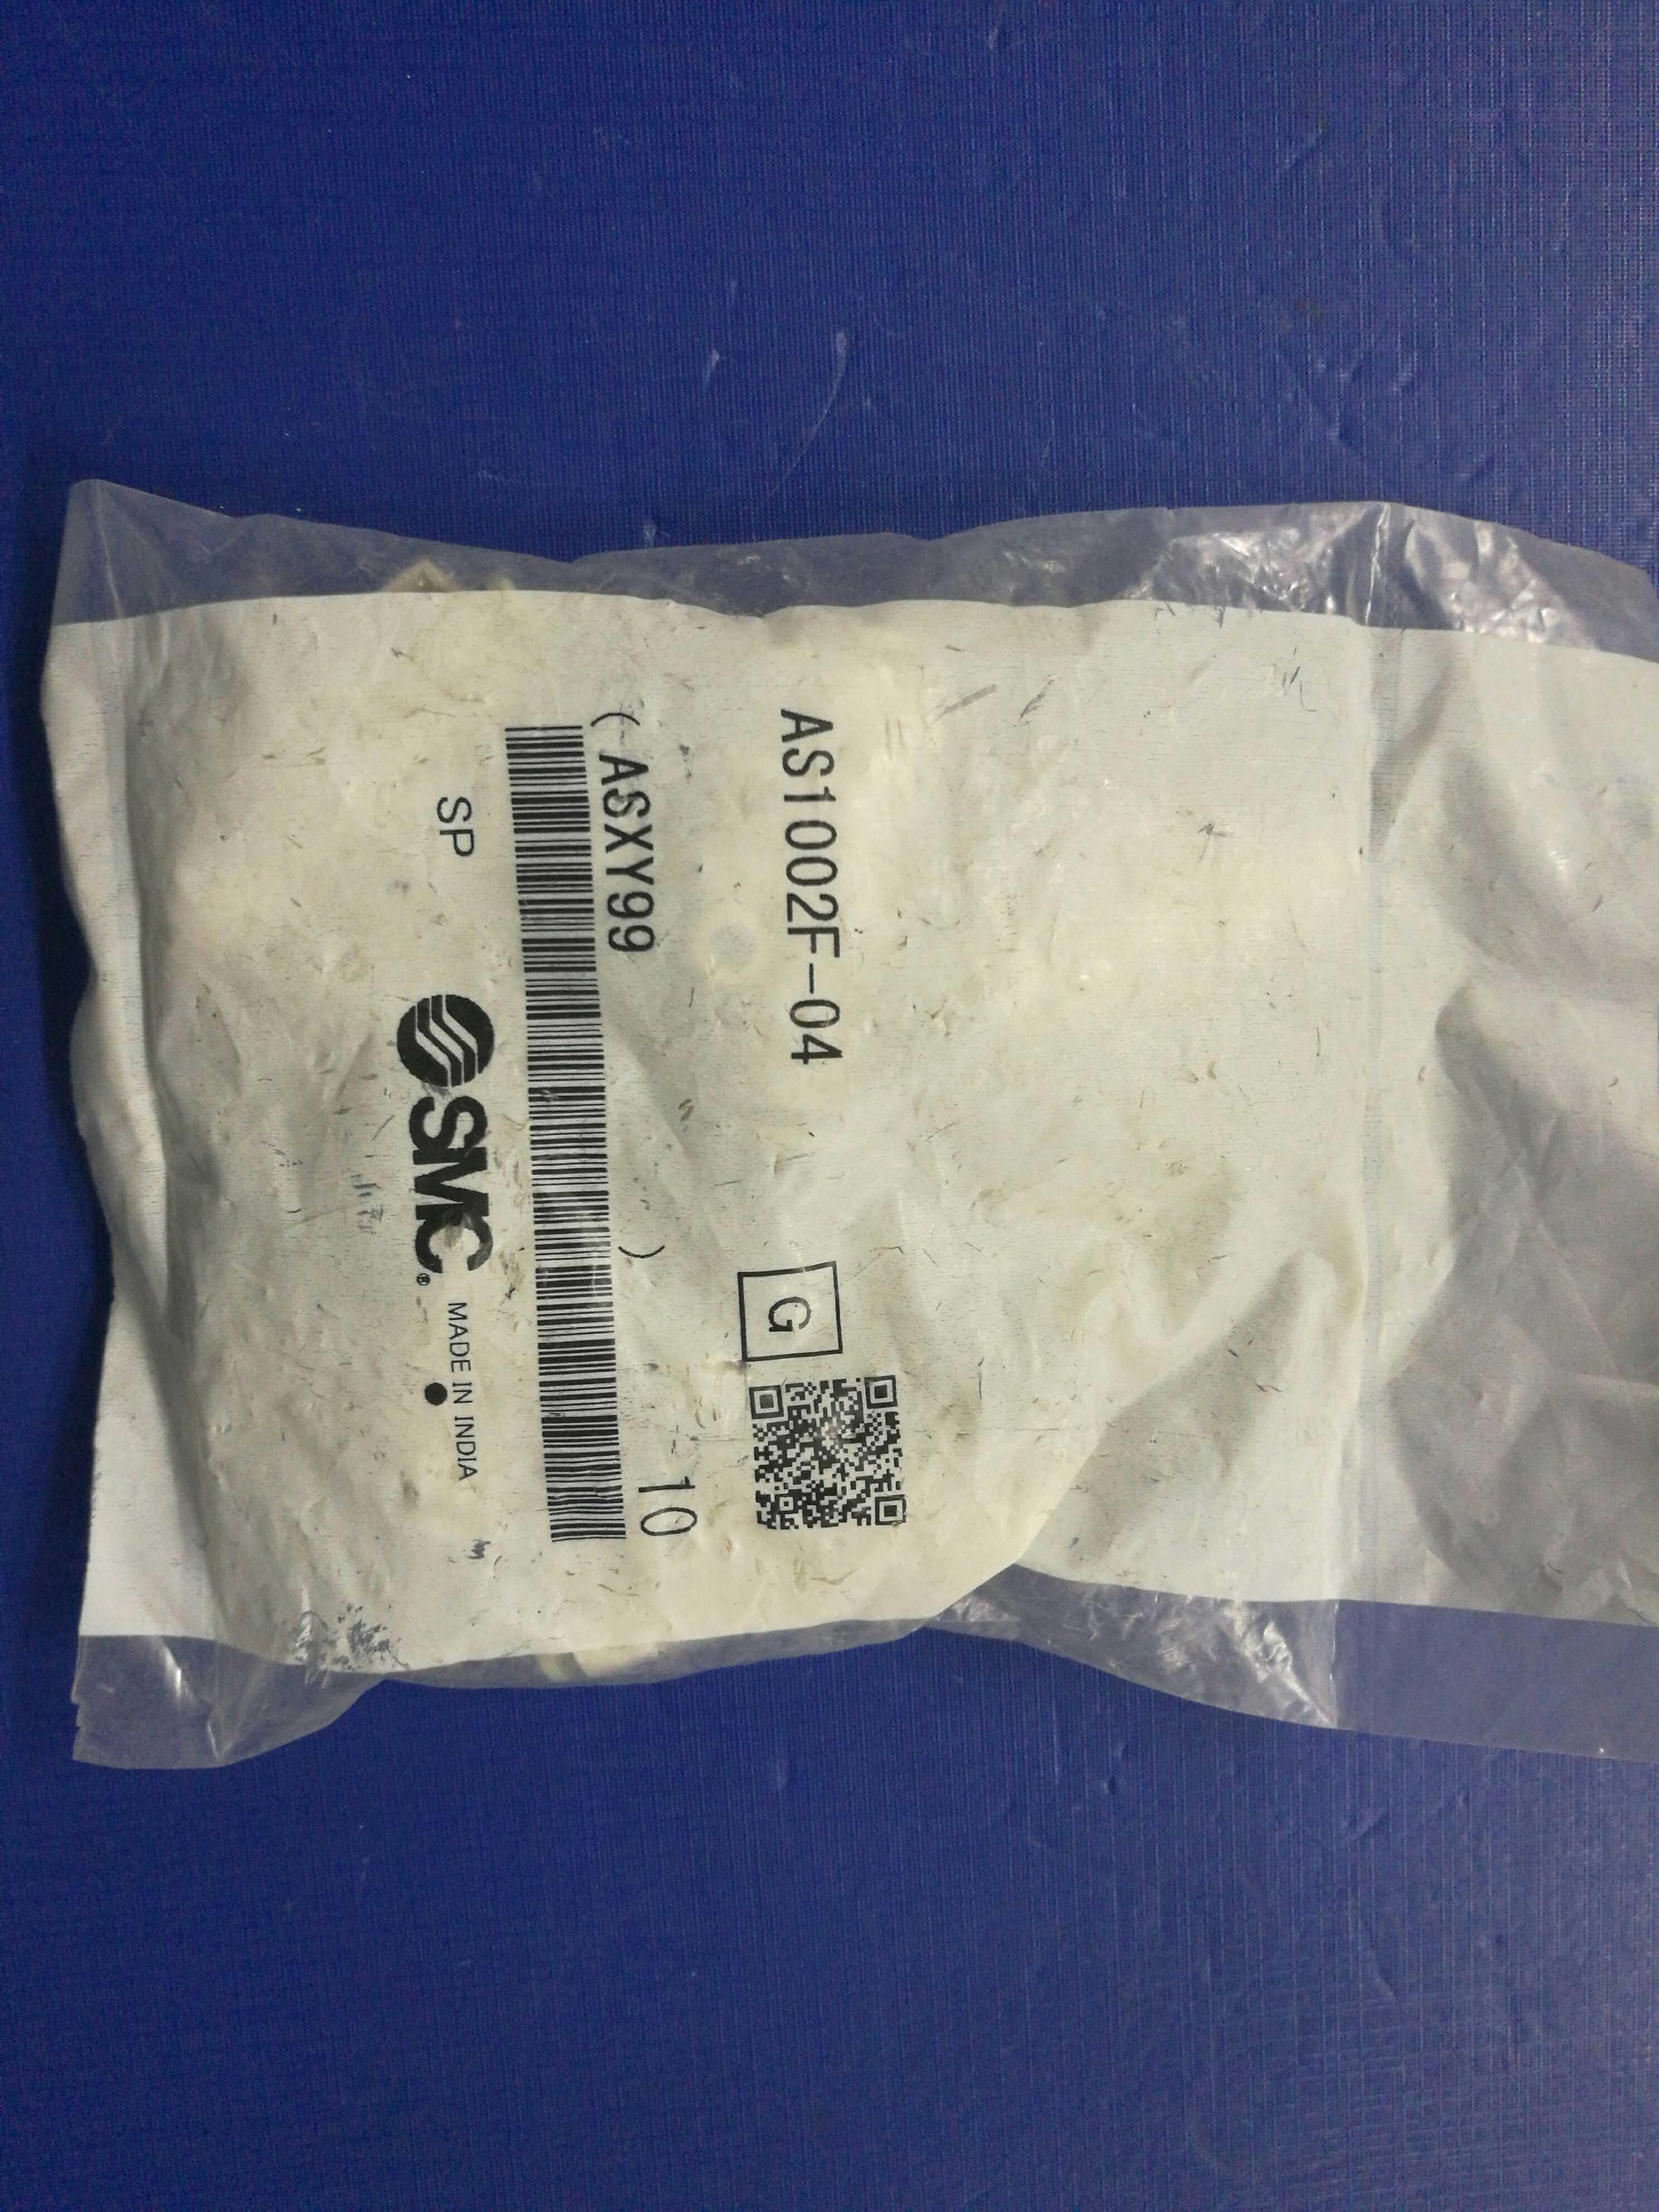 AS1002F-04
G
( ASXY99 )
10
SP
SMC®
MADE IN INDIA